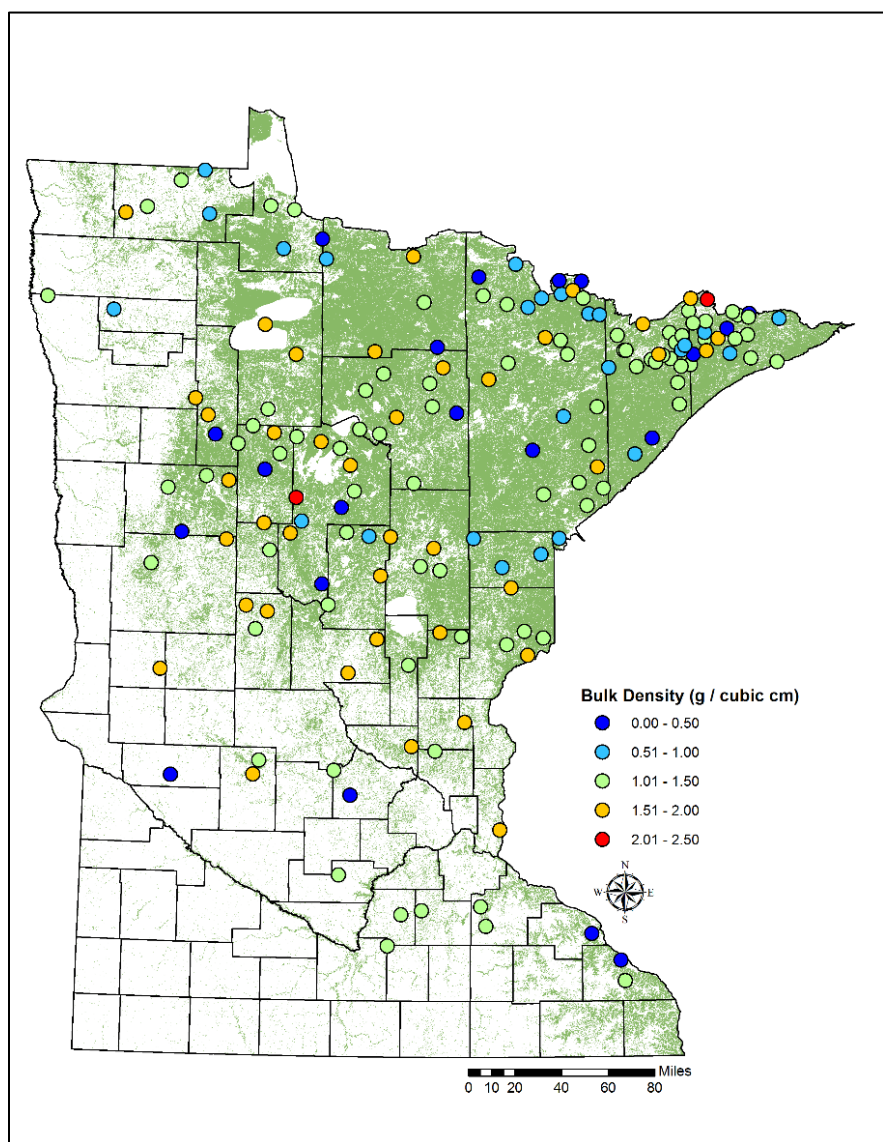 Bulk Density (g / cubic cm)
0.00 - 0.50
0.51 - 1.00
1.01 - 1.50
1.51 - 2.00
2.01 - 2.50
N
W E
S
Miles
0 10 20 40 60 80